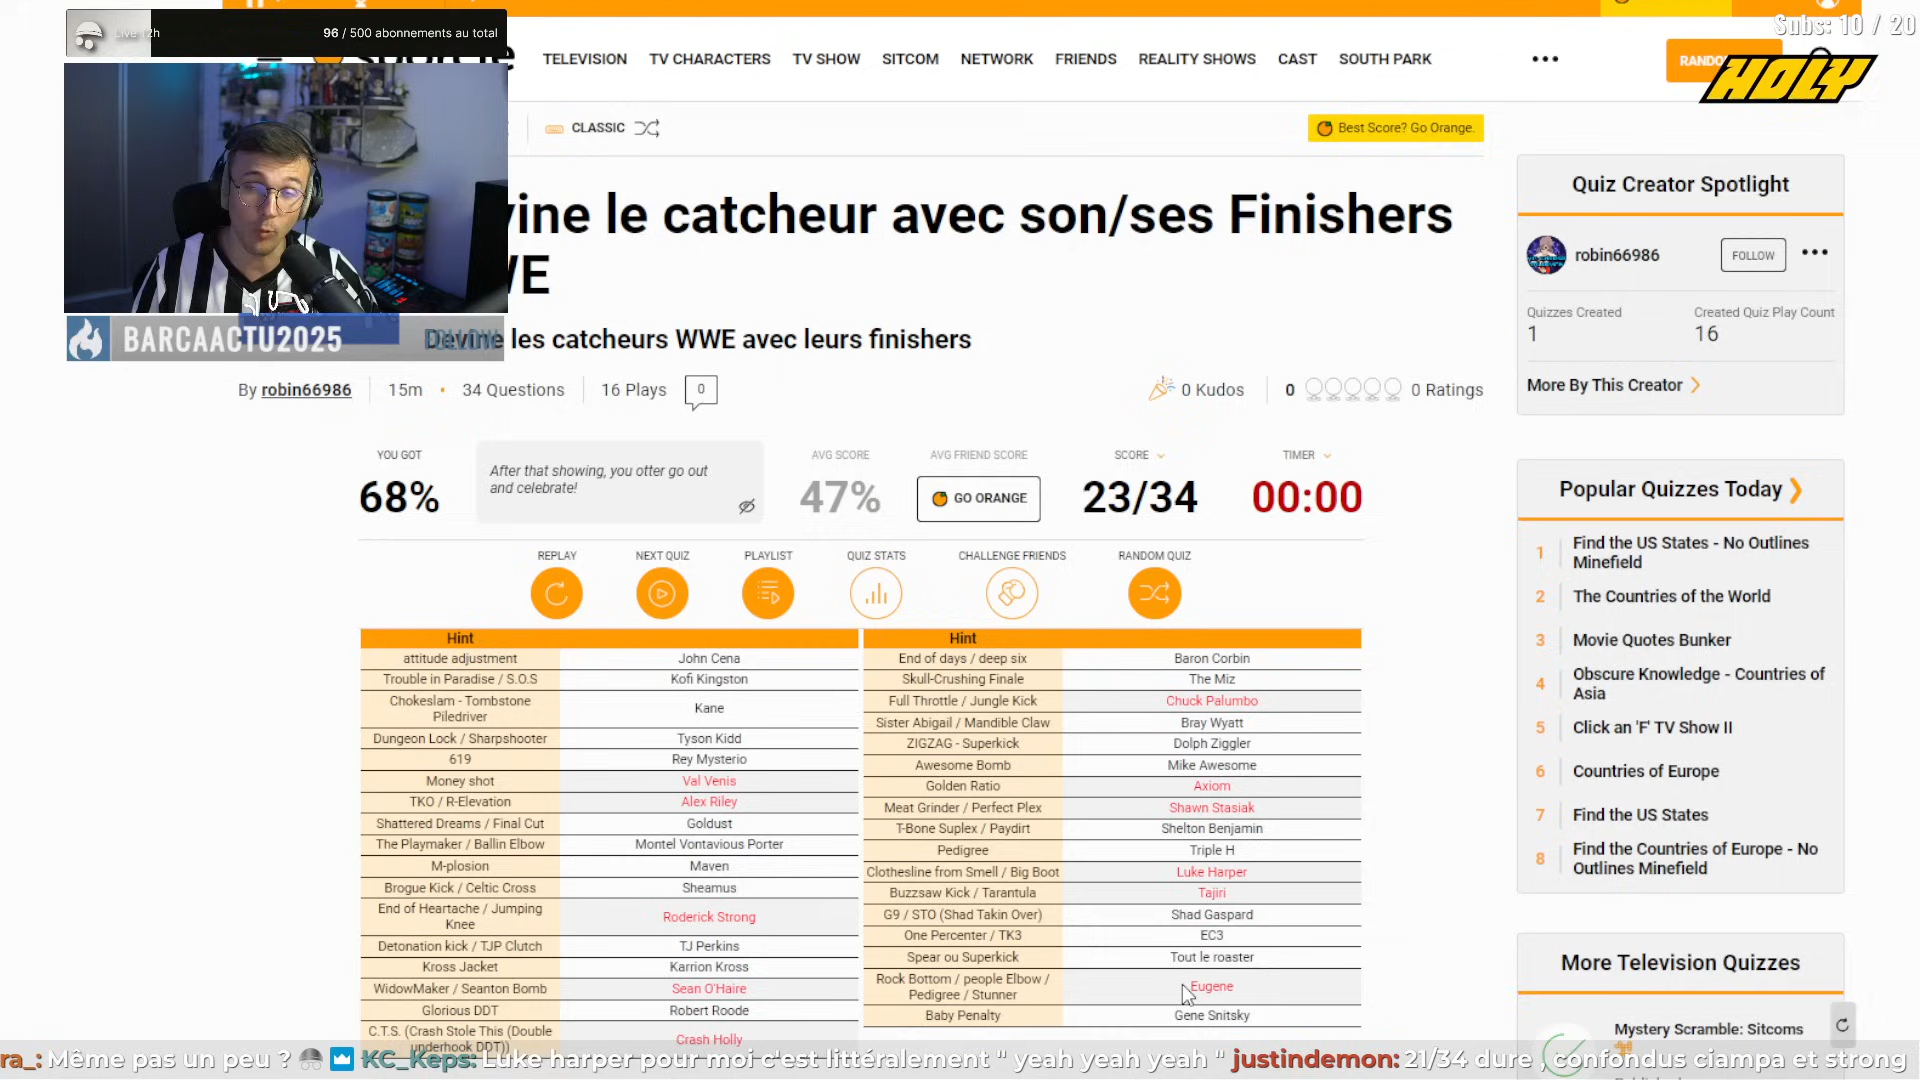 Live 12h
96 / 500 abonnements au total
Subs: 10 / 20
TELEVISION TV CHARACTERS TV SHOW SITCOM NETWORK FRIENDS REALITY SHOWS CAST SOUTH PARK
HOLY
CLASSIC
Best Score? Go Orange.
vine le catcheur avec son/ses Finishers
WE
BARCAACTU2025
Devine les catcheurs WWE avec leurs finishers
By robin66986 15m • 34 Questions 16 Plays 0
0 Kudos 0 0 Ratings
YOU GOT
68%
After that showing, you otter go out
and celebrate!
AVG SCORE
47%
AVG FRIEND SCORE
GO ORANGE
SCORE
23/34
TIMER
00:00
REPLAY NEXT QUIZ PLAYLIST QUIZ STATS CHALLENGE FRIENDS RANDOM QUIZ
Hint
attitude adjustment John Cena
Trouble in Paradise / S.O.S Kofi Kingston
Chokeslam - Tombstone
Piledriver Kane
Dungeon Lock / Sharpshooter Tyson Kidd
619 Rey Mysterio
Money shot Val Venis
TKO / R-Elevation Alex Riley
Shattered Dreams / Final Cut Goldust
The Playmaker / Ballin Elbow Montel Vontavious Porter
M-plosion Maven
Brogue Kick / Celtic Cross Sheamus
End of Heartache / Jumping
Knee Roderick Strong
Detonation kick / TJP Clutch TJ Perkins
Kross Jacket Karrion Kross
WidowMaker / Seanton Bomb Sean O'Haire
Glorious DDT Robert Roode
C.T.S. (Crash Stole This (Double
underhook DDT)) Crash Holly
Hint
End of days / deep six Baron Corbin
Skull-Crushing Finale The Miz
Full Throttle / Jungle Kick Chuck Palumbo
Sister Abigail / Mandible Claw Bray Wyatt
ZIGZAG - Superkick Dolph Ziggler
Awesome Bomb Mike Awesome
Golden Ratio Axiom
Meat Grinder / Perfect Plex Shawn Stasiak
T-Bone Suplex / Paydirt Shelton Benjamin
Pedigree Triple H
Clothesline from Smell / Big Boot Luke Harper
Buzzsaw Kick / Tarantula Tajiri
G9 / STO (Shad Takin Over) Shad Gaspard
One Percenter / TK3 EC3
Spear ou Superkick Tout le roaster
Rock Bottom / people Elbow /
Pedigree / Stunner Eugene
Baby Penalty Gene Snitsky
Quiz Creator Spotlight
robin66986 FOLLOW
Quizzes Created Created Quiz Play Count
1 16
More By This Creator
Popular Quizzes Today
1 Find the US States - No Outlines
Minefield
2 The Countries of the World
3 Movie Quotes Bunker
4 Obscure Knowledge - Countries of
Asia
5 Click an 'F' TV Show II
6 Countries of Europe
7 Find the US States
8 Find the Countries of Europe - No
Outlines Minefield
More Television Quizzes
Mystery Scramble: Sitcoms
ra_: Même pas un peu ? KC_Keps: Luke harper pour moi c'est littéralement " yeah yeah yeah " justindemon: 21/34 dure , confondus ciampa et strong